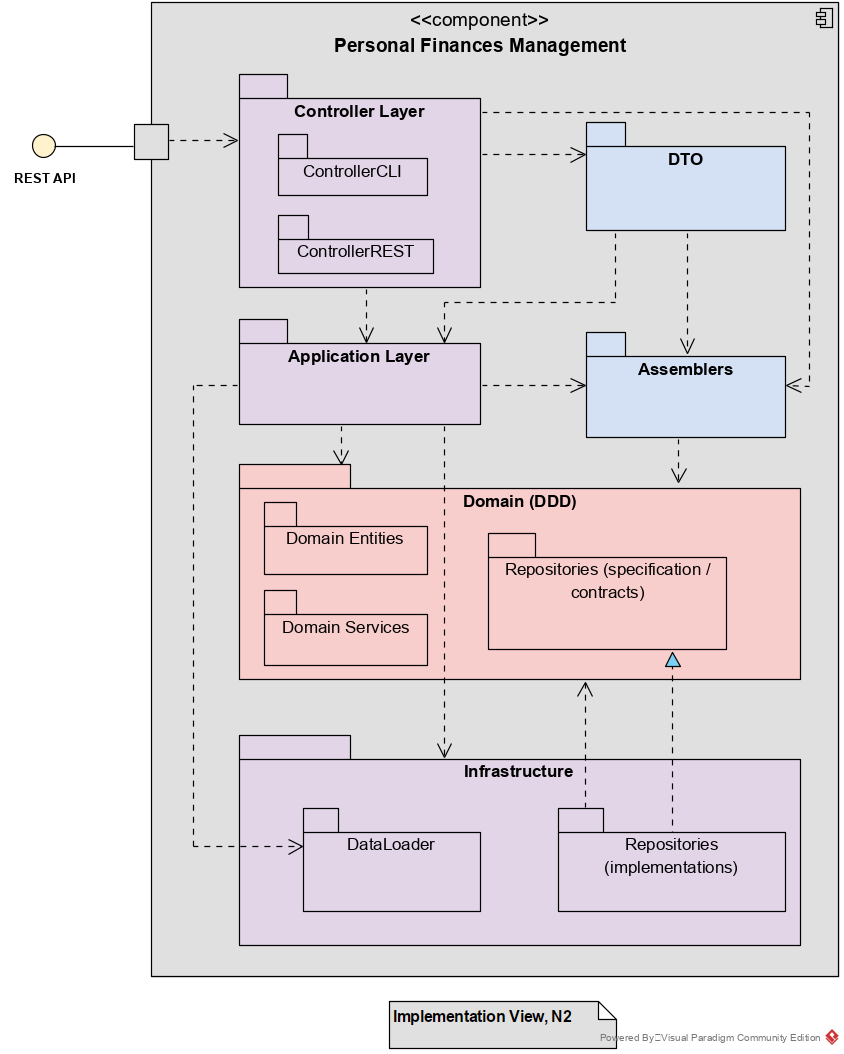 <<component>>
Personal Finances Management
Controller Layer
ControllerCLI
ControllerREST
DTO
REST API
Application Layer
Assemblers
Domain (DDD)
Domain Entities
Repositories (specification /
contracts)
Domain Services
Infrastructure
DataLoader
Repositories
(implementations)
Implementation View, N2
Powered By Visual Paradigm Community Edition